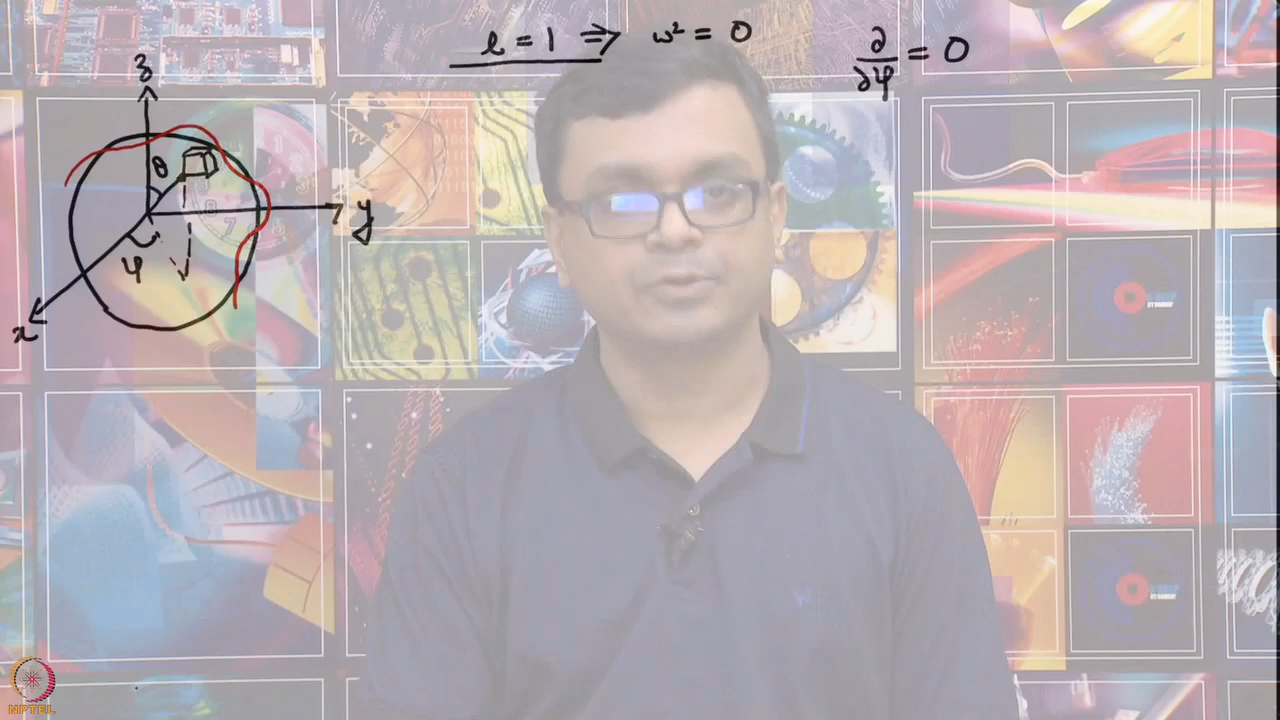 l = 1 ⇒ ω² = 0
∂/∂φ = 0
z
θ
y
φ
x
NPTEL